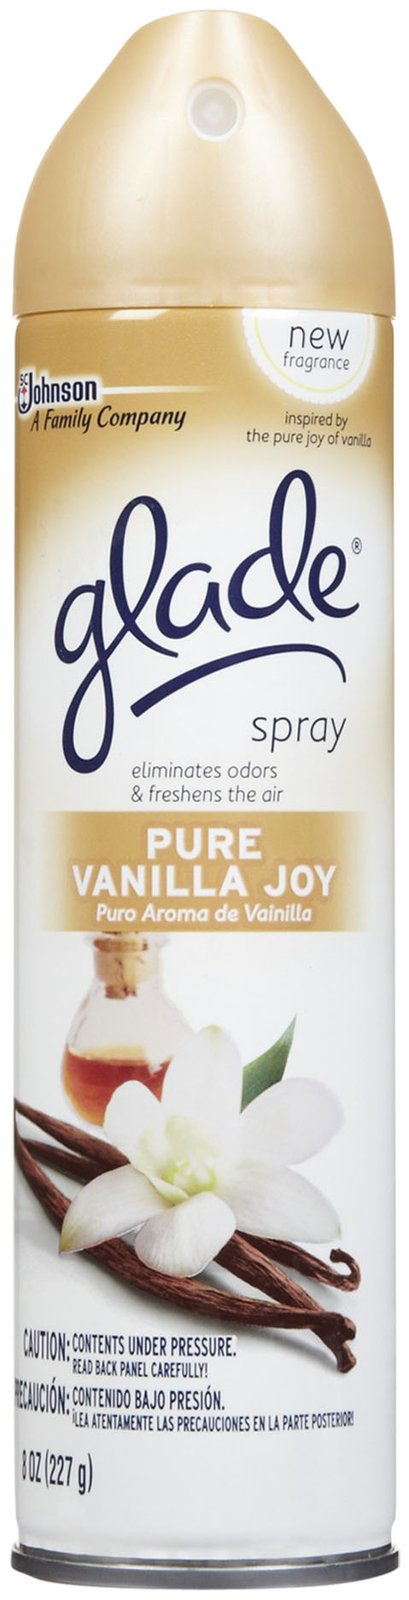 new
fragrance
inspired by
the pure joy of vanilla
SC Johnson
A Family Company
glade®
spray
eliminates odors
& freshens the air
PURE
VANILLA JOY
Puro Aroma de Vainilla
CAUTION: CONTENTS UNDER PRESSURE.
READ BACK PANEL CAREFULLY!
RECAUCIÓN: CONTENIDO BAJO PRESIÓN.
¡LEA ATENTAMENTE LAS PRECAUCIONES EN LA PARTE POSTERIOR!
8 OZ (227 g)